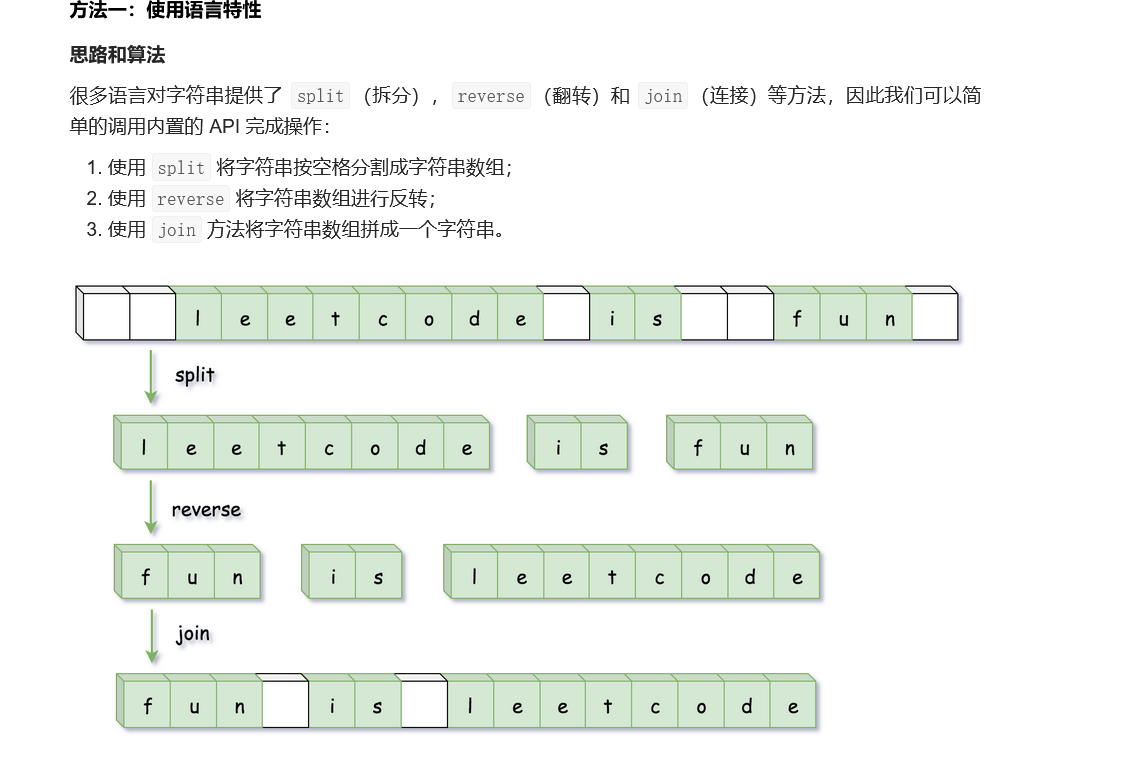 方法一：使用语言特性
思路和算法
很多语言对字符串提供了 split （拆分），reverse （翻转）和 join （连接）等方法，因此我们可以简
单的调用内置的 API 完成操作：
1. 使用 split 将字符串按空格分割成字符串数组；
2. 使用 reverse 将字符串数组进行反转；
3. 使用 join 方法将字符串数组拼成一个字符串。
l e e t c o d e i s f u n
split
l e e t c o d e i s f u n
reverse
f u n i s l e e t c o d e
join
f u n i s l e e t c o d e